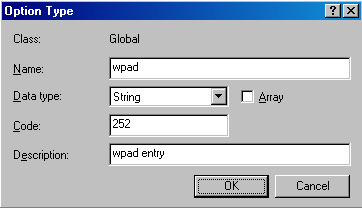 Option Type
Class: Global
Name: wpad
Data type: String Array
Code: 252
Description: wpad entry
OK Cancel